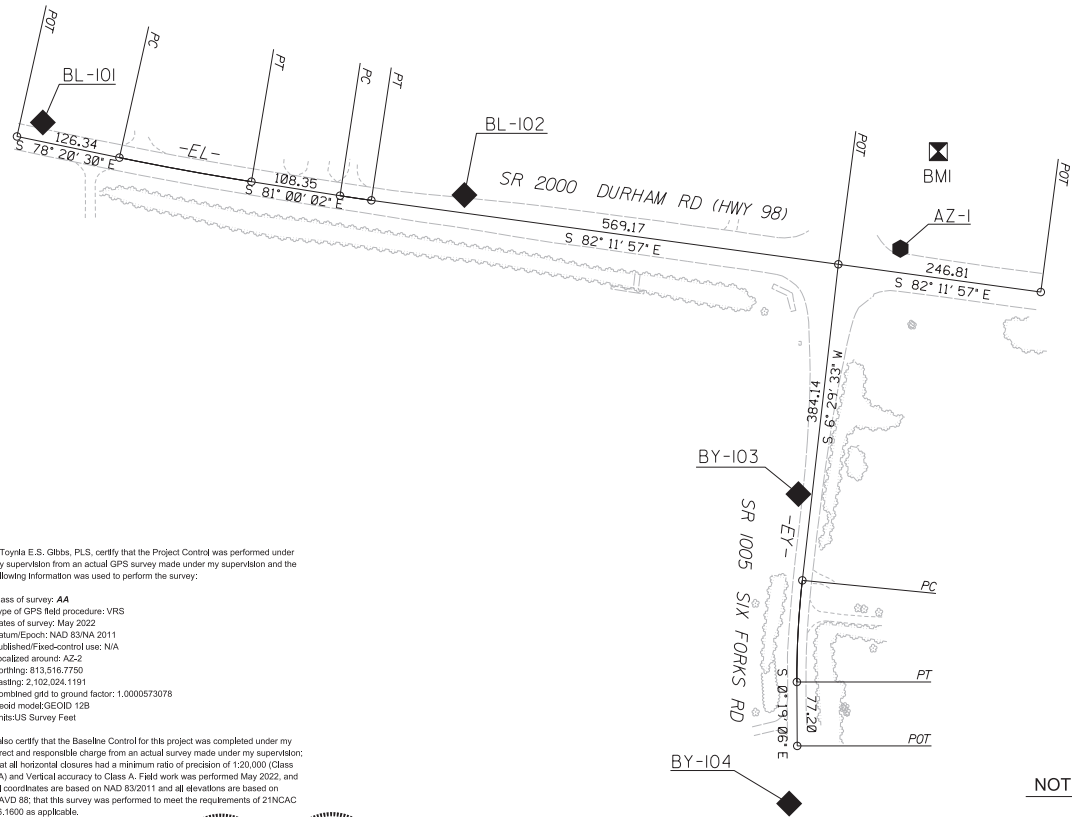 POT
PC
BL-101
PT
PC
PT
BL-102
POT
BM1
POT
126.34
S 78° 20' 30" E
-EL-
108.35
S 81° 00' 02" E
SR 2000 DURHAM RD (HWY 98)
569.17
S 82° 11' 57" E
AZ-1
246.81
S 82° 11' 57" E
384.14
S 6° 29' 33" W
BY-103
-EY-
SR 1005 SIX FORKS RD
PC
PT
S 0° 19' 06" E
77.20
POT
BY-104
NOT
Toynia E.S. Gibbs, PLS, certify that the Project Control was performed under
y supervision from an actual GPS survey made under my supervision and the
llowing information was used to perform the survey:
ass of survey: AA
ype of GPS field procedure: VRS
ates of survey: May 2022
atum/Epoch: NAD 83/NA 2011
ublished/Fixed-control use: N/A
ocalized around: AZ-2
orthing: 813,516.7750
asting: 2,102,024.1191
ombined grid to ground factor: 1.0000573078
eoid model:GEOID 12B
nits:US Survey Feet
also certify that the Baseline Control for this project was completed under my
rect and responsible charge from an actual survey made under my supervision;
at all horizontal closures had a minimum ratio of precision of 1:20,000 (Class
A) and Vertical accuracy to Class A. Field work was performed May 2022, and
l coordinates are based on NAD 83/2011 and all elevations are based on
AVD 88; that this survey was performed to meet the requirements of 21NCAC
6.1600 as applicable.